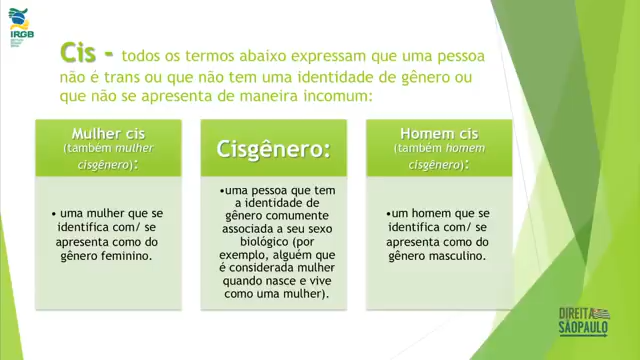 IRGB
Cis - todos os termos abaixo expressam que uma pessoa
não é trans ou que não tem uma identidade de gênero ou
que não se apresenta de maneira incomum:
Mulher cis
(também mulher
cisgênero):
• uma mulher que se
identifica com/ se
apresenta como do
gênero feminino.
Cisgênero:
•uma pessoa que tem
a identidade de
gênero comumente
associada a seu sexo
biológico (por
exemplo, alguém que
é considerada mulher
quando nasce e vive
como uma mulher).
Homem cis
(também homem
cisgênero):
•um homem que se
identifica com/ se
apresenta como do
gênero masculino.
DIREITA
SÃOPAULO